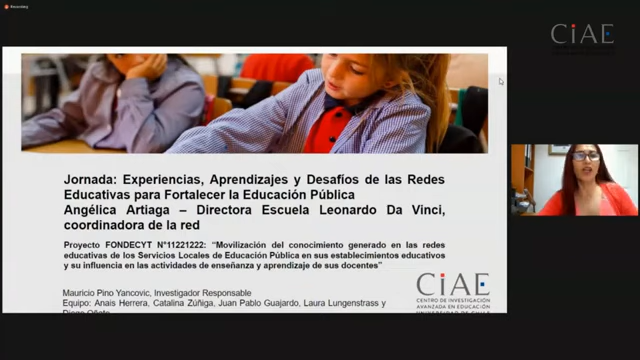 CiAE
Jornada: Experiencias, Aprendizajes y Desafíos de las Redes
Educativas para Fortalecer la Educación Pública
Angélica Artiaga – Directora Escuela Leonardo Da Vinci,
coordinadora de la red
Proyecto FONDECYT N°11221222: “Movilización del conocimiento generado en las redes
educativas de los Servicios Locales de Educación Pública en sus establecimientos educativos
y su influencia en las actividades de enseñanza y aprendizaje de sus docentes”
Mauricio Pino Yancovic, Investigador Responsable
Equipo: Anais Herrera, Catalina Zúñiga, Juan Pablo Guajardo, Laura Lungenstrass y
Diego Oñate
CiAE
CENTRO DE INVESTIGACIÓN
AVANZADA EN EDUCACIÓN
UNIVERSIDAD DE CHILE